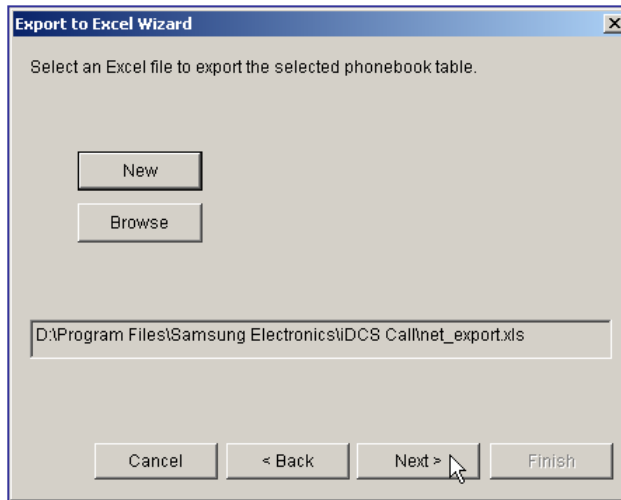 Export to Excel Wizard
Select an Excel file to export the selected phonebook table.
New
Browse
D:\Program Files\Samsung Electronics\iDCS Call\net_export.xls
Cancel
< Back
Next >
Finish